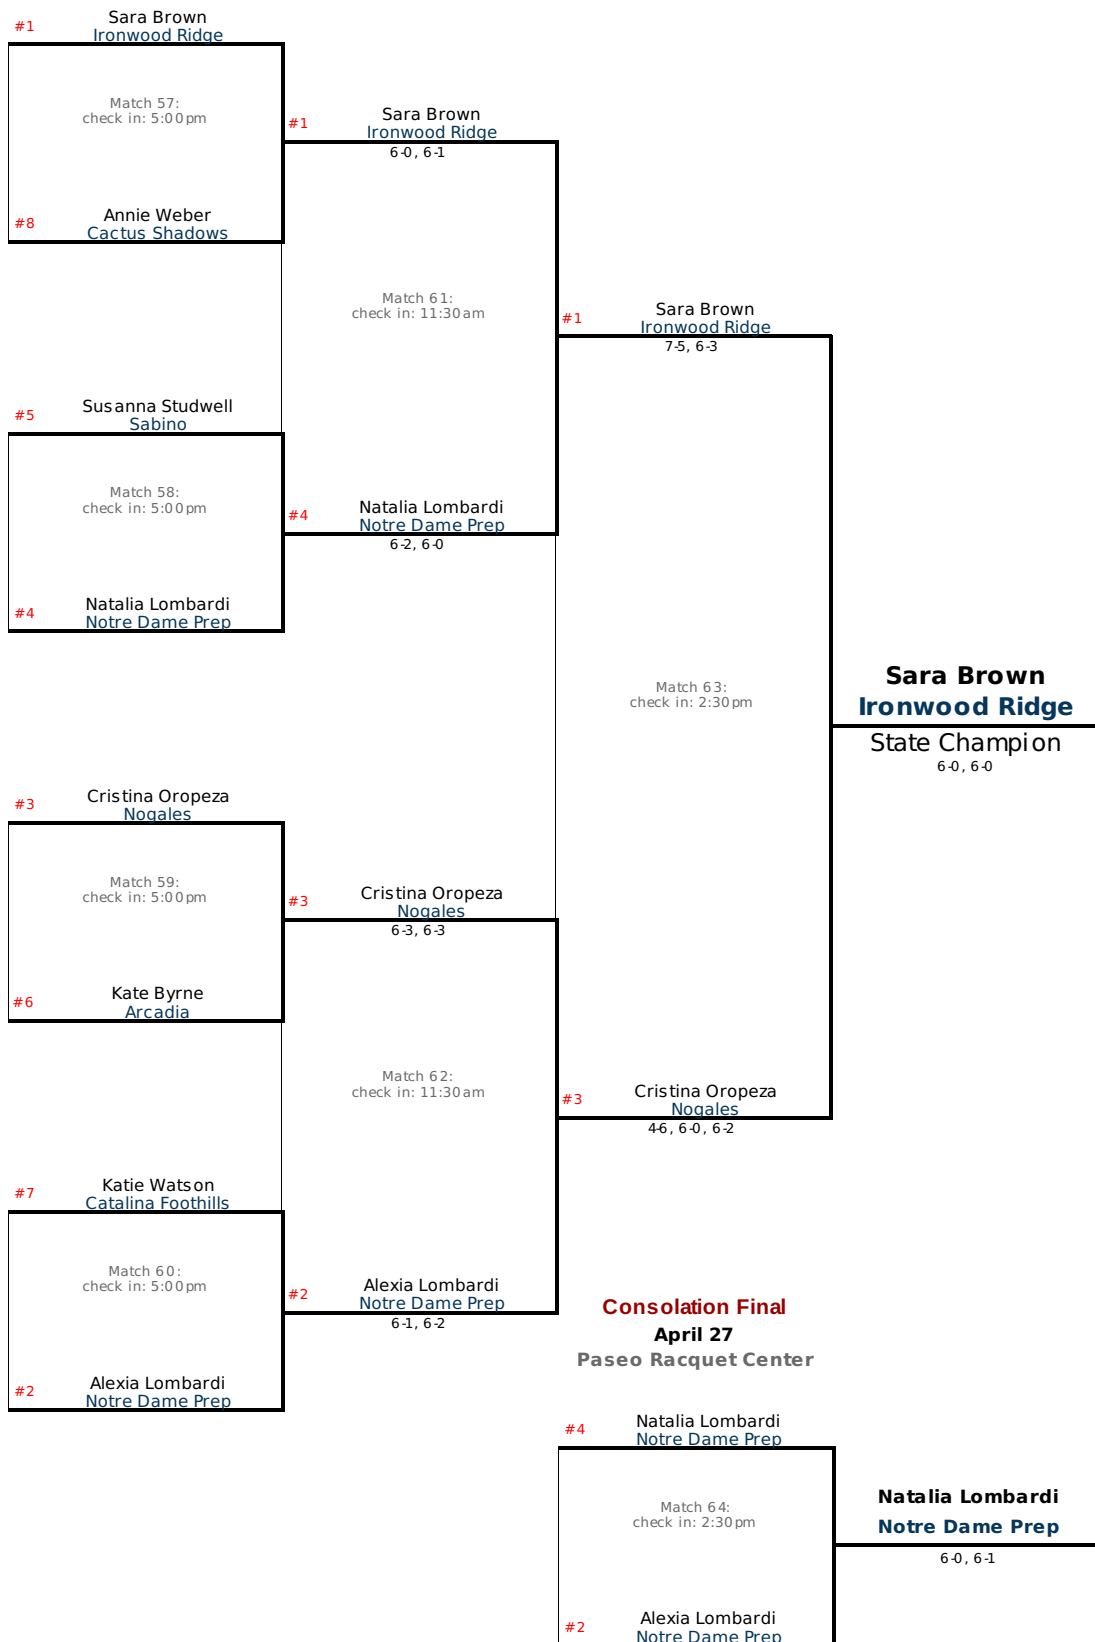 #1
Sara Brown
Ironwood Ridge
Match 57:
check in: 5:00pm
#8
Annie Weber
Cactus Shadows
#1
Sara Brown
Ironwood Ridge
6-0, 6-1
Match 61:
check in: 11:30am
#5
Susanna Studwell
Sabino
Match 58:
check in: 5:00pm
#4
Natalia Lombardi
Notre Dame Prep
#4
Natalia Lombardi
Notre Dame Prep
6-2, 6-0
#1
Sara Brown
Ironwood Ridge
7-5, 6-3
Match 63:
check in: 2:30pm
Sara Brown
Ironwood Ridge
State Champion
6-0, 6-0
#3
Cristina Oropeza
Nogales
Match 59:
check in: 5:00pm
#6
Kate Byrne
Arcadia
#3
Cristina Oropeza
Nogales
6-3, 6-3
Match 62:
check in: 11:30am
#3
Cristina Oropeza
Nogales
4-6, 6-0, 6-2
#7
Katie Watson
Catalina Foothills
Match 60:
check in: 5:00pm
#2
Alexia Lombardi
Notre Dame Prep
#2
Alexia Lombardi
Notre Dame Prep
6-1, 6-2
Consolation Final
April 27
Paseo Racquet Center
#4
Natalia Lombardi
Notre Dame Prep
Match 64:
check in: 2:30pm
#2
Alexia Lombardi
Notre Dame Prep
Natalia Lombardi
Notre Dame Prep
6-0, 6-1